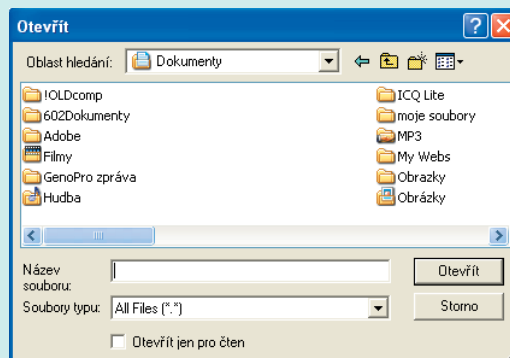 Otevřít
Oblast hledání: Dokumenty
!OLDcomp
602Dokumenty
Adobe
Filmy
GenoPro zpráva
Hudba
ICQ Lite
moje soubory
MP3
My Webs
Obrazky
Obrázky
Název souboru:
Otevřít
Soubory typu: All Files (*.*)
Storno
Otevřít jen pro čten